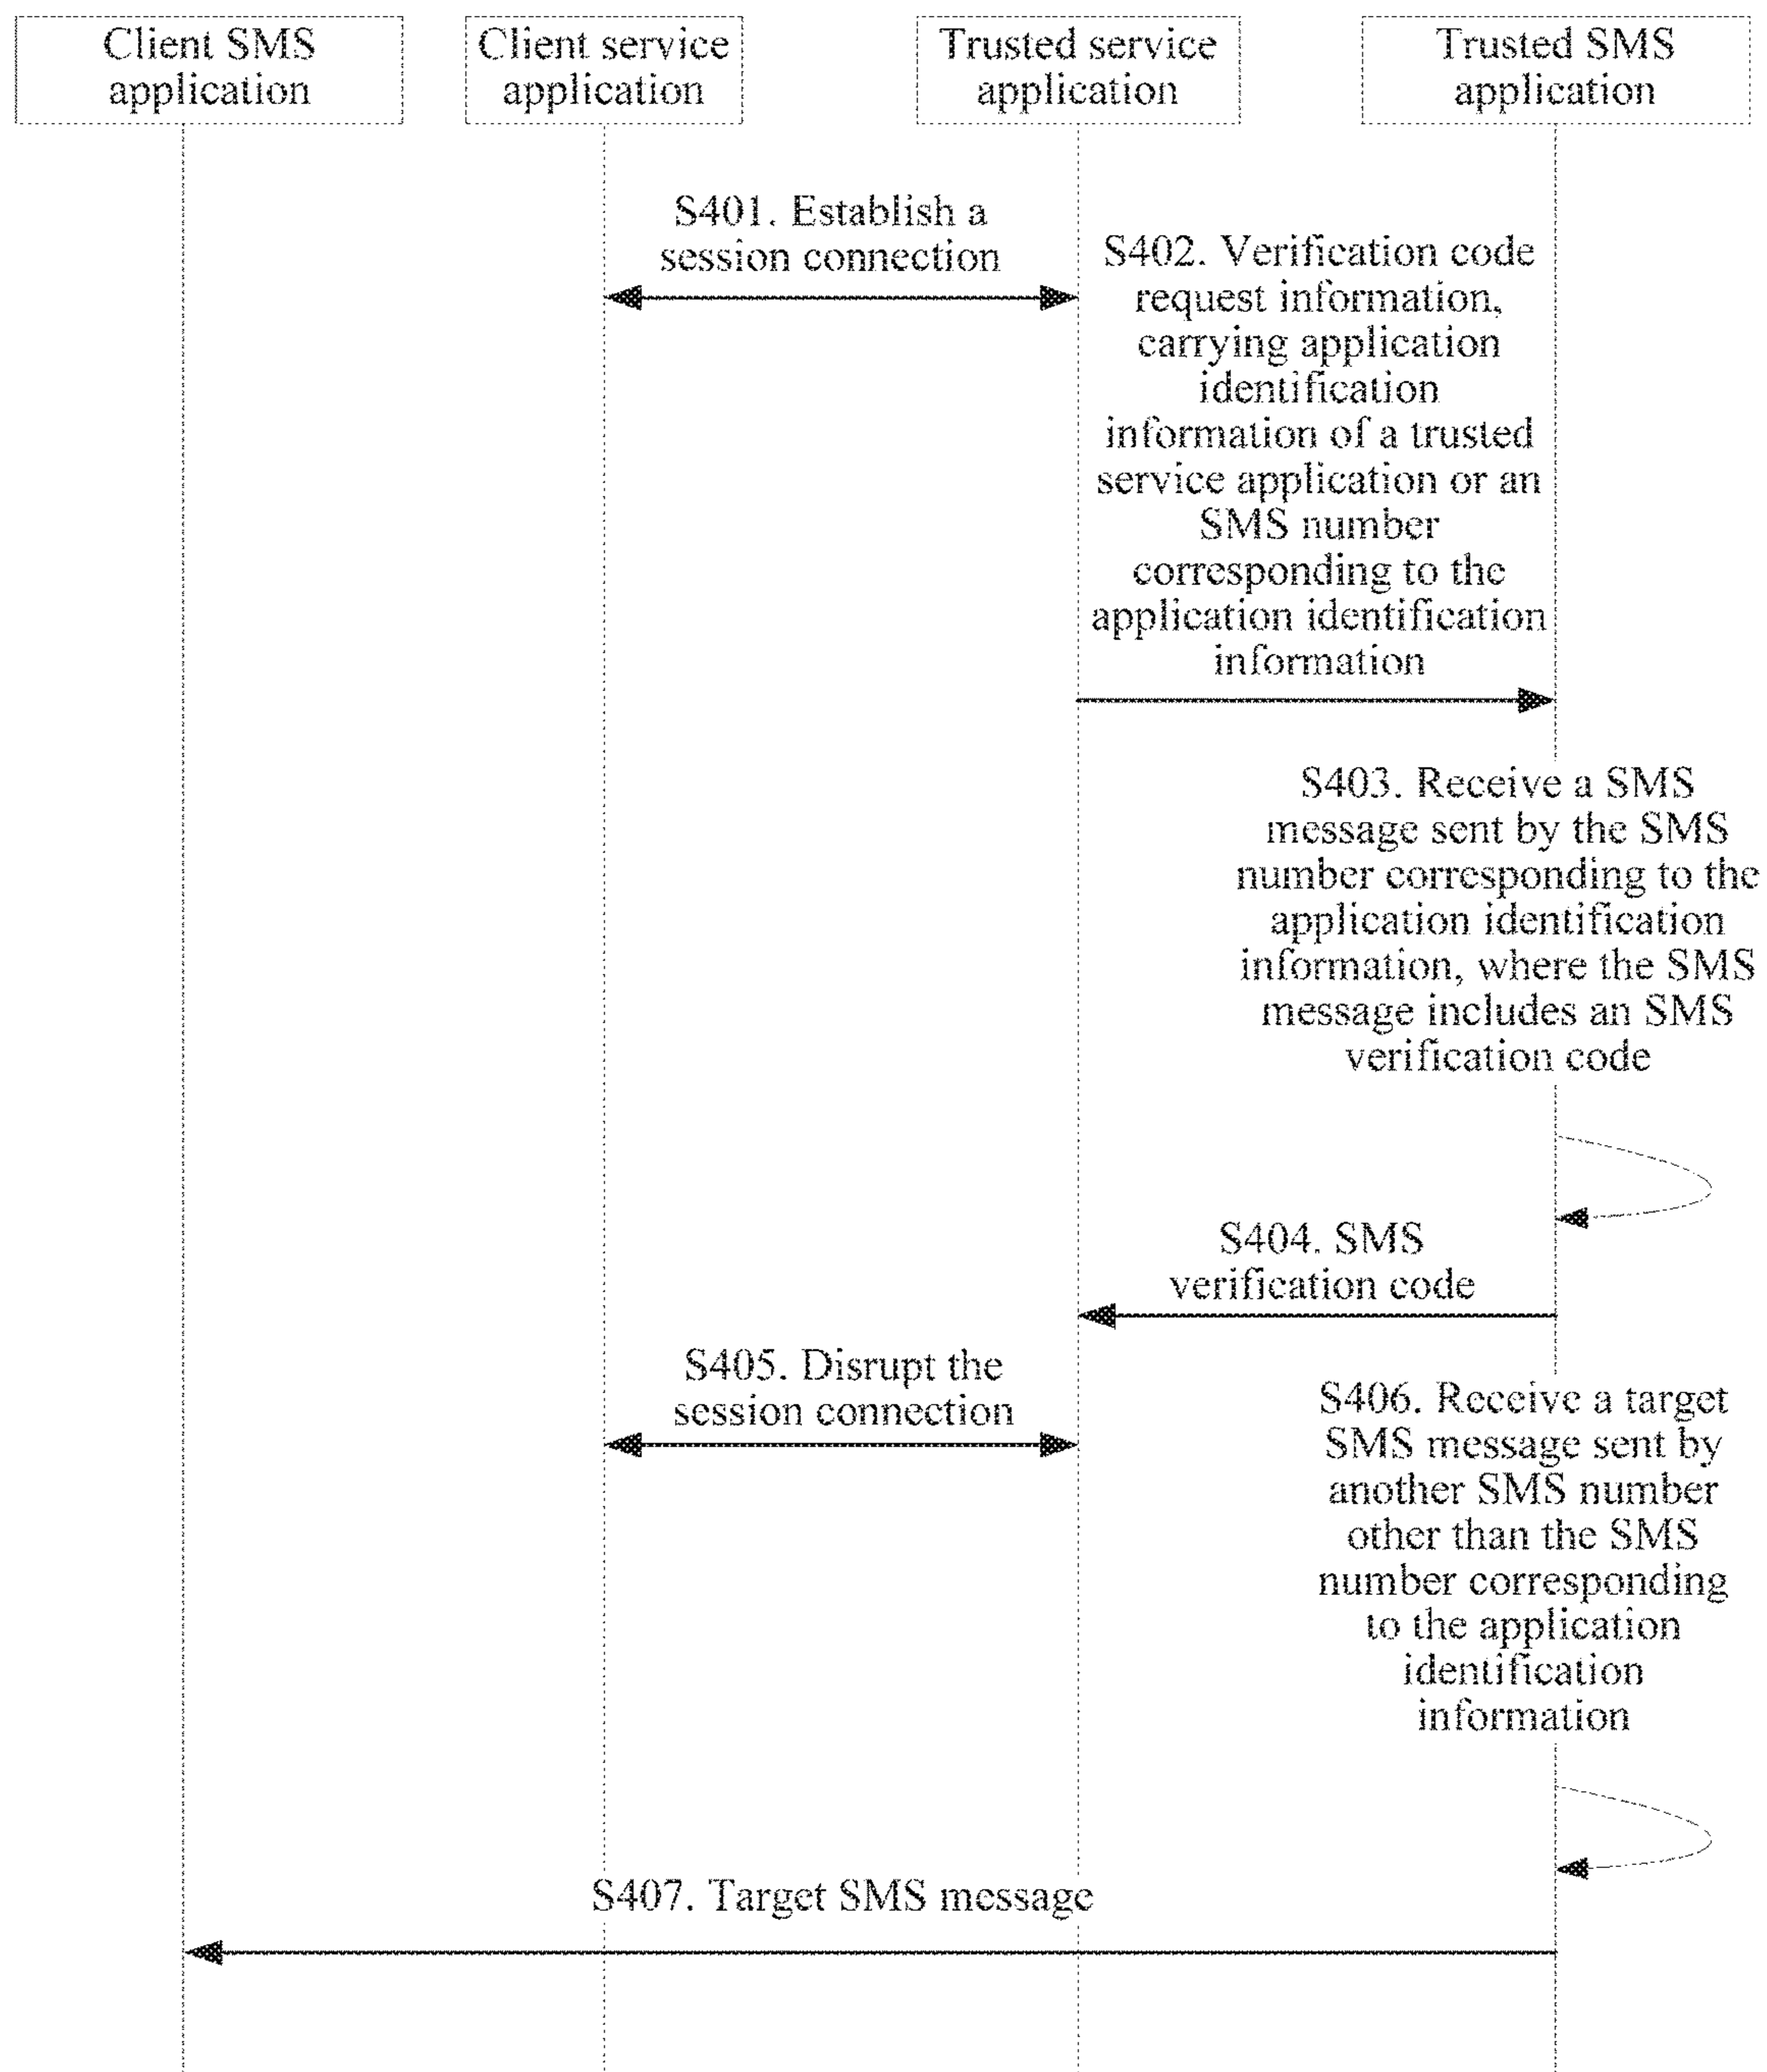 Client SMS
application
Client service
application
Trusted service
application
Trusted SMS
application
S401. Establish a
session connection
S402. Verification code
request information,
carrying application
identification
information of a trusted
service application or an
SMS number
corresponding to the
application identification
information
S403. Receive a SMS
message sent by the SMS
number corresponding to the
application identification
information, where the SMS
message includes an SMS
verification code
S404. SMS
verification code
S405. Disrupt the
session connection
S406. Receive a target
SMS message sent by
another SMS number
other than the SMS
number corresponding
to the application
identification
information
S407. Target SMS message